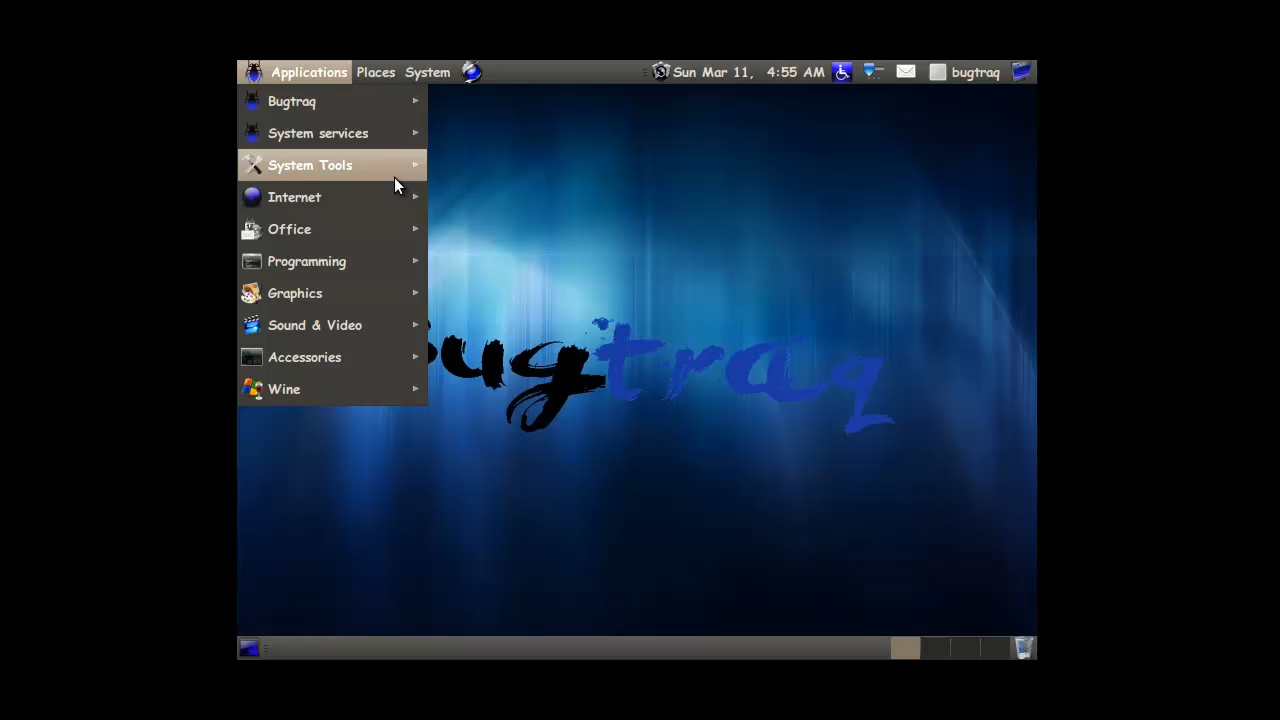 Applications Places System Sun Mar 11, 4:55 AM bugtraq
Bugtraq
System services
System Tools
Internet
Office
Programming
Graphics
Sound & Video
Accessories
Wine
bugtraq